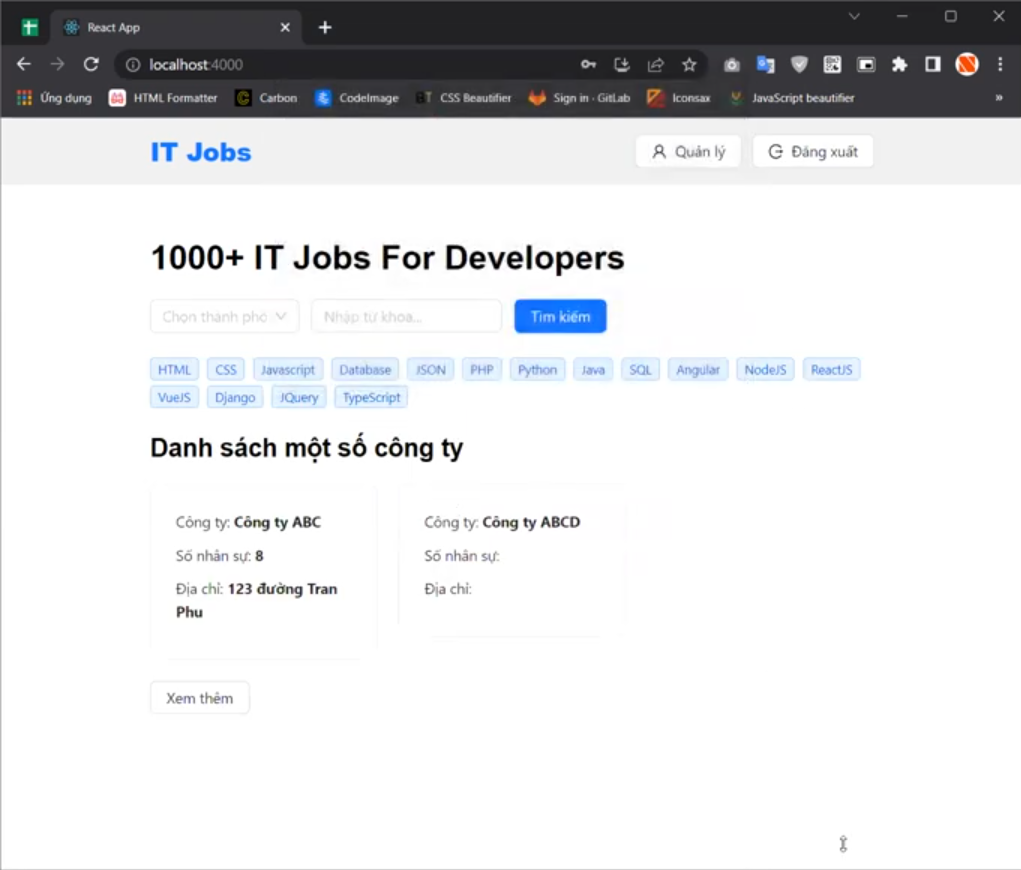 React App
localhost:4000
Ứng dụng HTML Formatter Carbon CodeImage BT CSS Beautifier Sign in · GitLab Iconsax JavaScript beautifier »
IT Jobs Quản lý Đăng xuất
1000+ IT Jobs For Developers
Chọn thành phố Nhập từ khóa... Tìm kiếm
HTML CSS Javascript Database JSON PHP Python Java SQL Angular NodeJS ReactJS
VueJS Django JQuery TypeScript
Danh sách một số công ty
Công ty: Công ty ABC
Số nhân sự: 8
Địa chỉ: 123 đường Tran
Phu
Công ty: Công ty ABCD
Số nhân sự:
Địa chỉ:
Xem thêm